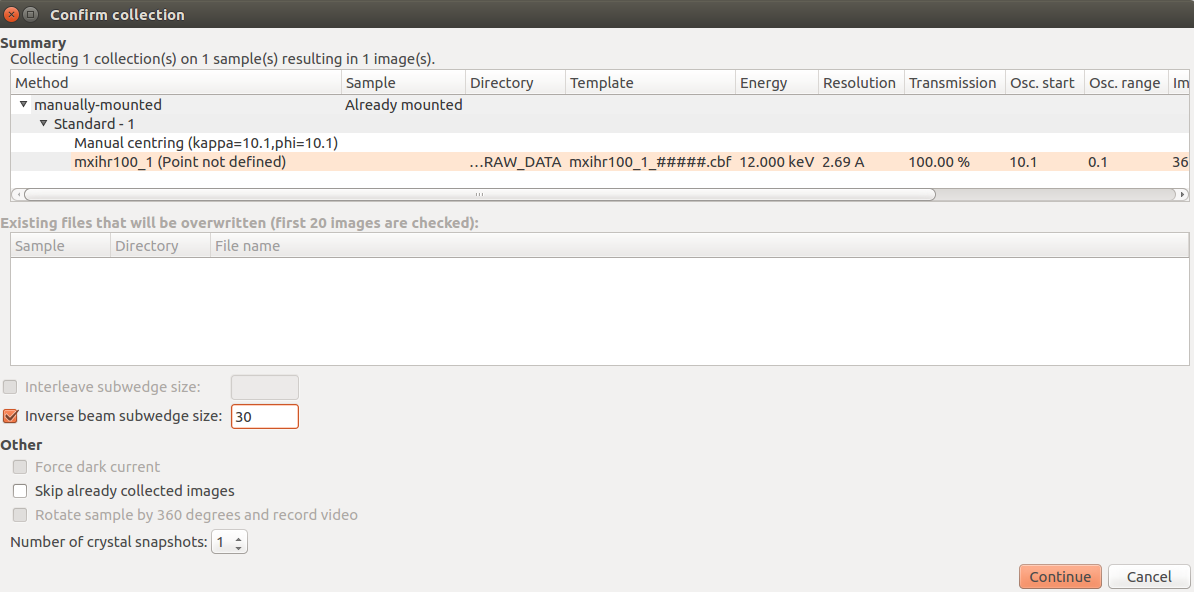 Confirm collection
Summary
Collecting 1 collection(s) on 1 sample(s) resulting in 1 image(s).
Method Sample Directory Template Energy Resolution Transmission Osc. start Osc. range Im
manually-mounted Already mounted
Standard - 1
Manual centring (kappa=10.1,phi=10.1)
mxihr100_1 (Point not defined) ...RAW_DATA mxihr100_1_#####.cbf 12.000 keV 2.69 A 100.00 % 10.1 0.1 36
Existing files that will be overwritten (first 20 images are checked):
Sample Directory File name
Interleave subwedge size:
Inverse beam subwedge size: 30
Other
Force dark current
Skip already collected images
Rotate sample by 360 degrees and record video
Number of crystal snapshots: 1
Continue Cancel